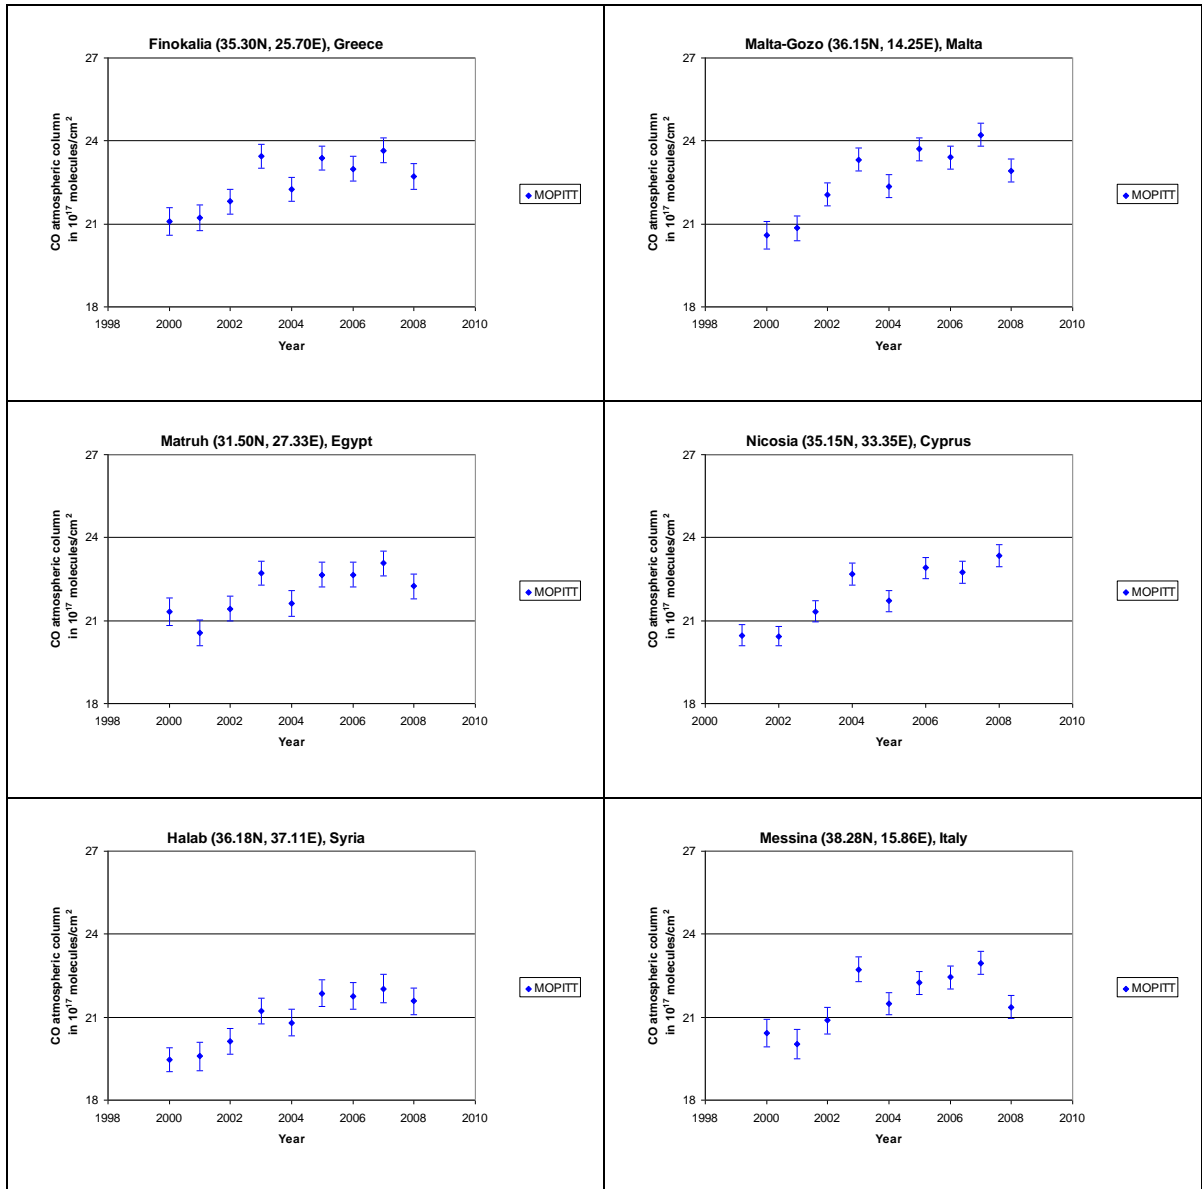 Finokalia (35.30N, 25.70E), Greece
27
24
21
18
CO atmospheric column
in 10¹⁷ molecules/cm²
1998 2000 2002 2004 2006 2008 2010
Year
MOPITT
Malta-Gozo (36.15N, 14.25E), Malta
27
24
21
18
CO atmospheric column
in 10¹⁷ molecules/cm²
1998 2000 2002 2004 2006 2008 2010
Year
MOPITT
Matruh (31.50N, 27.33E), Egypt
27
24
21
18
CO atmospheric column
in 10¹⁷ molecules/cm²
1998 2000 2002 2004 2006 2008 2010
Year
MOPITT
Nicosia (35.15N, 33.35E), Cyprus
27
24
21
18
CO atmospheric column
in 10¹⁷ molecules/cm²
2000 2002 2004 2006 2008 2010
Year
MOPITT
Halab (36.18N, 37.11E), Syria
27
24
21
18
CO atmospheric column
in 10¹⁷ molecules/cm²
1998 2000 2002 2004 2006 2008 2010
Year
MOPITT
Messina (38.28N, 15.86E), Italy
27
24
21
18
CO atmospheric column
in 10¹⁷ molecules/cm²
1998 2000 2002 2004 2006 2008 2010
Year
MOPITT